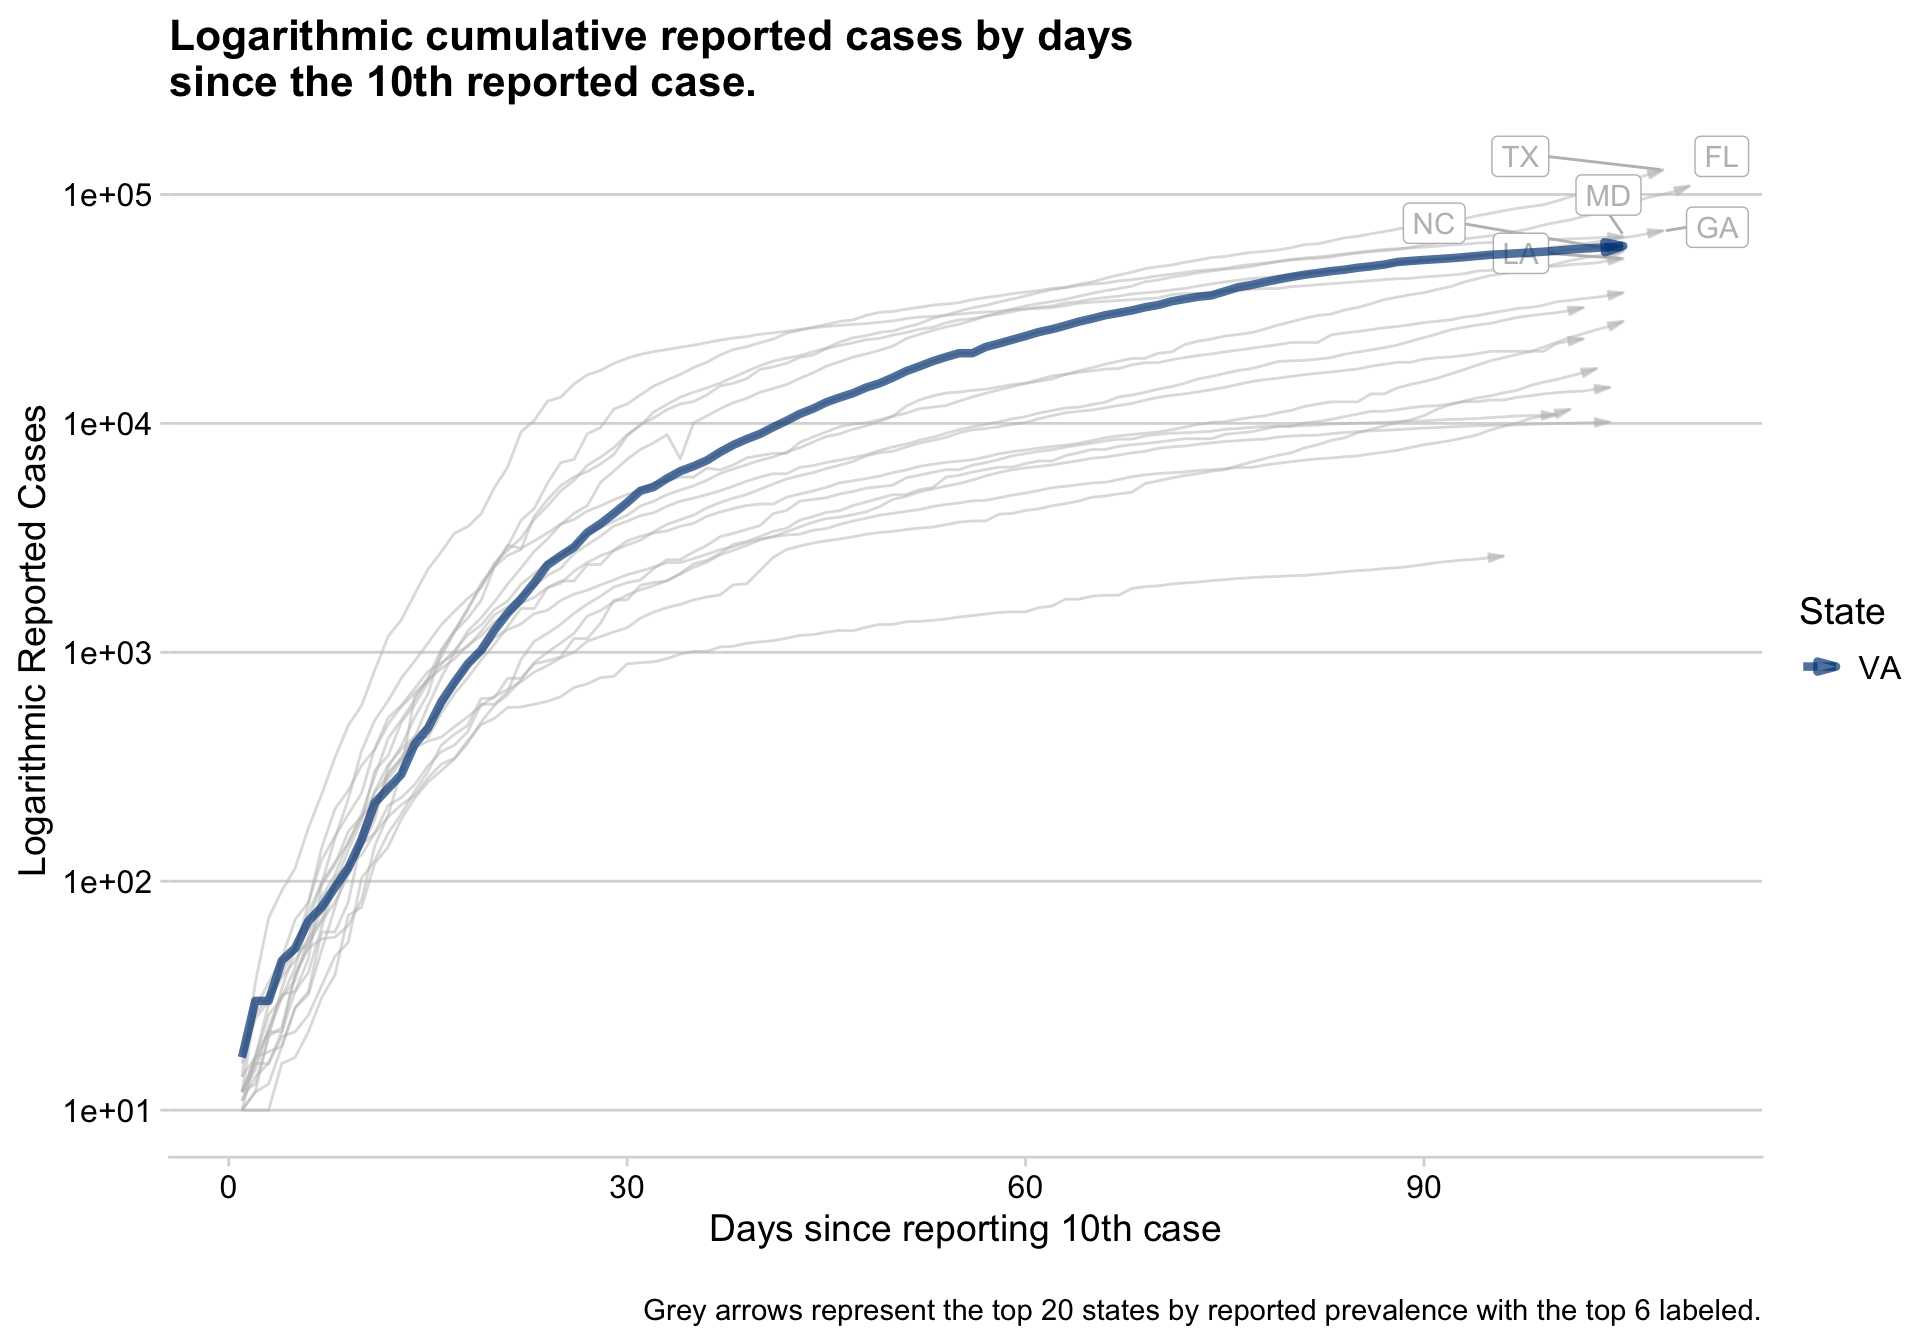 Logarithmic cumulative reported cases by days
since the 10th reported case.
TX
FL
1e+05
MD
NC
GA
LA
1e+04
1e+03
1e+02
1e+01
Logarithmic Reported Cases
State
VA
0
30
60
90
Days since reporting 10th case
Grey arrows represent the top 20 states by reported prevalence with the top 6 labeled.